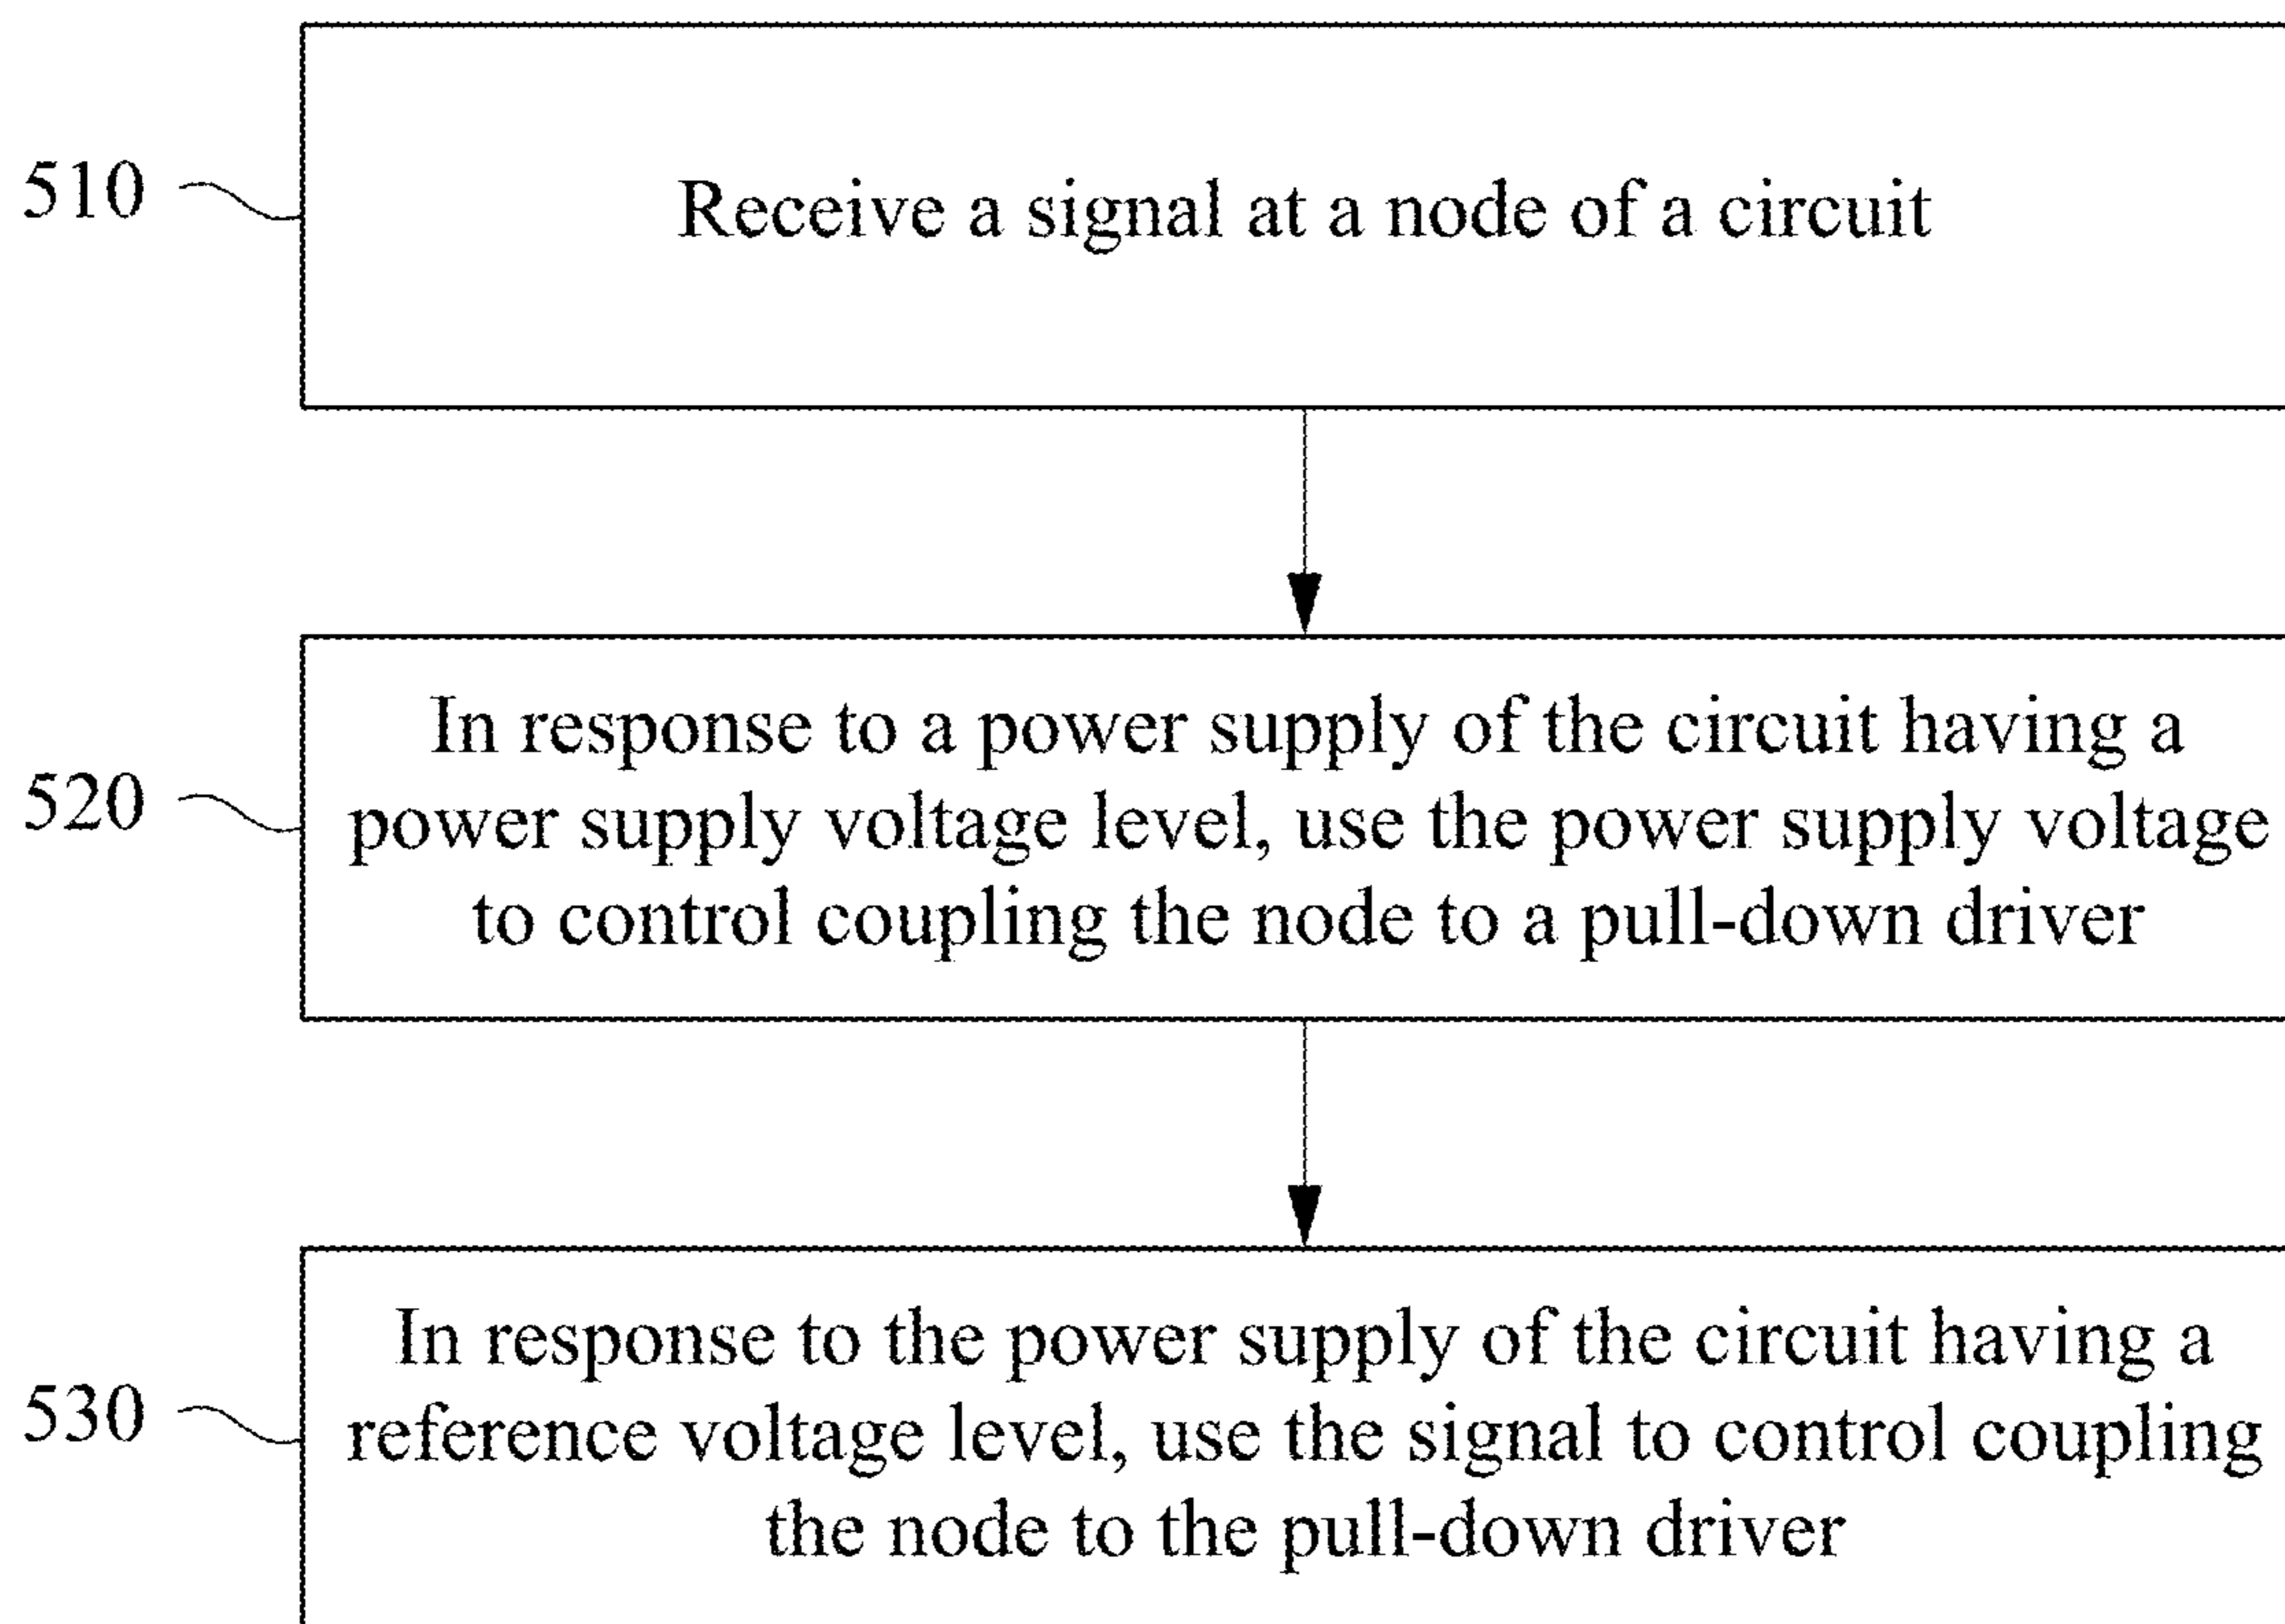 510
Receive a signal at a node of a circuit
520
In response to a power supply of the circuit having a
power supply voltage level, use the power supply voltage
to control coupling the node to a pull-down driver
530
In response to the power supply of the circuit having a
reference voltage level, use the signal to control coupling
the node to the pull-down driver